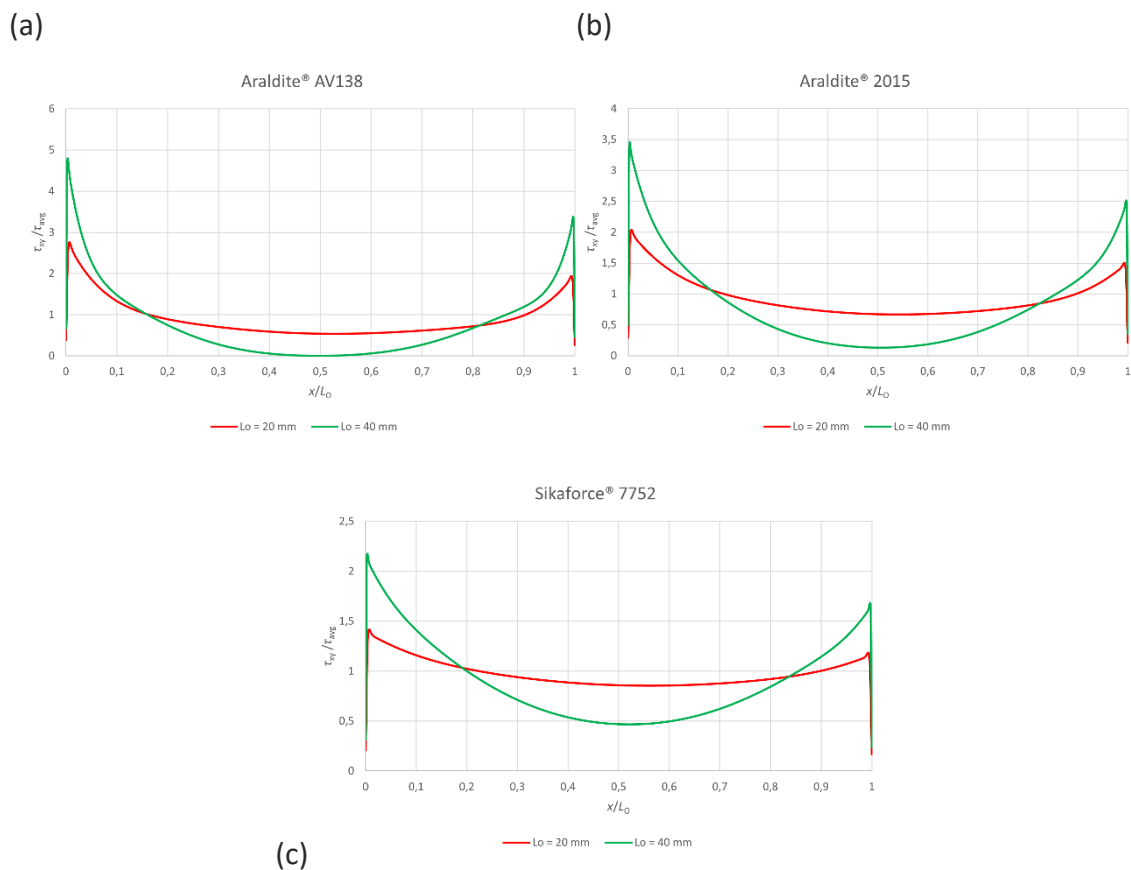 (a)
Araldite® AV138
6
5
4
3
2
1
0
τxy /τavg
0 0,1 0,2 0,3 0,4 0,5 0,6 0,7 0,8 0,9 1
x/LO
Lo = 20 mm Lo = 40 mm
(b)
Araldite® 2015
4
3,5
3
2,5
2
1,5
1
0,5
0
τxy /τavg
0 0,1 0,2 0,3 0,4 0,5 0,6 0,7 0,8 0,9 1
x/LO
Lo = 20 mm Lo = 40 mm
Sikaforce® 7752
2,5
2
1,5
1
0,5
0
τxy /τavg
0 0,1 0,2 0,3 0,4 0,5 0,6 0,7 0,8 0,9 1
x/LO
Lo = 20 mm Lo = 40 mm
(c)